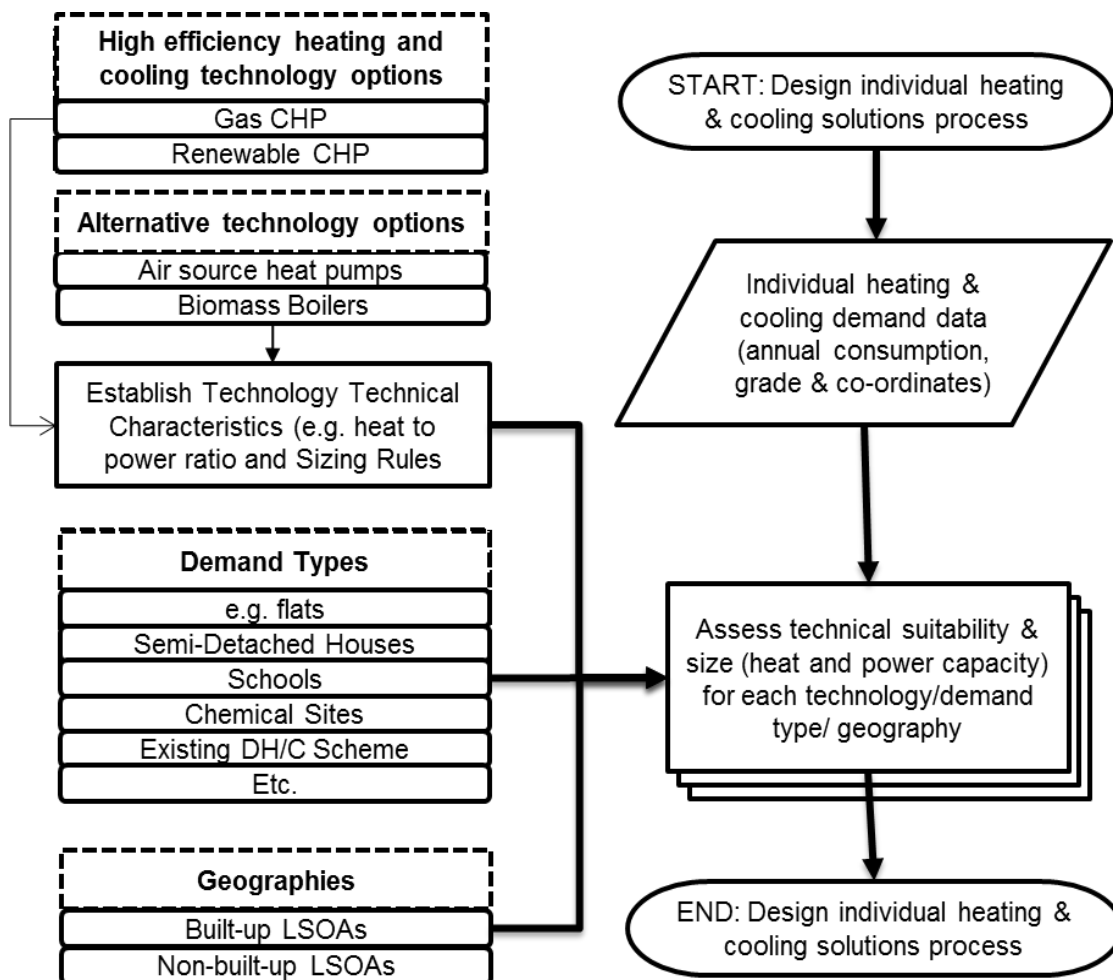 High efficiency heating and
cooling technology options
Gas CHP
Renewable CHP
Alternative technology options
Air source heat pumps
Biomass Boilers
Establish Technology Technical
Characteristics (e.g. heat to
power ratio and Sizing Rules
Demand Types
e.g. flats
Semi-Detached Houses
Schools
Chemical Sites
Existing DH/C Scheme
Etc.
Geographies
Built-up LSOAs
Non-built-up LSOAs
START: Design individual heating
& cooling solutions process
Individual heating &
cooling demand data
(annual consumption,
grade & co-ordinates)
Assess technical suitability &
size (heat and power capacity)
for each technology/demand
type/ geography
END: Design individual heating &
cooling solutions process